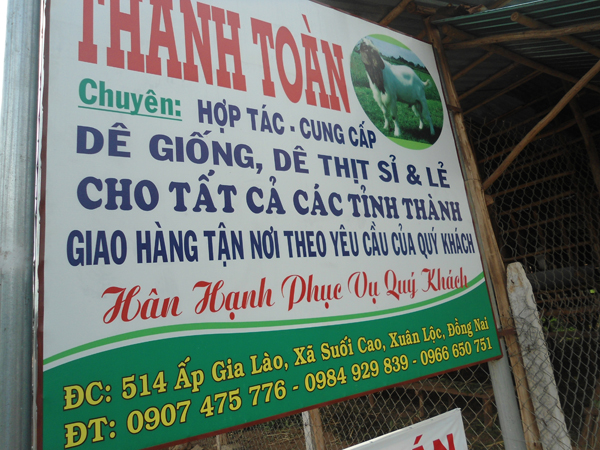 THANH TOÀN
Chuyên: HỢP TÁC - CUNG CẤP
DÊ GIỐNG, DÊ THỊT SỈ & LẺ
CHO TẤT CẢ CÁC TỈNH THÀNH
GIAO HÀNG TẬN NƠI THEO YÊU CẦU CỦA QUÝ KHÁCH
Hân Hạnh Phục Vụ Quý Khách
ĐC: 514 Ấp Gia Lào, Xã Suối Cao, Xuân Lộc, Đồng Nai
ĐT: 0907 475 776 - 0984 929 839 - 0966 650 751